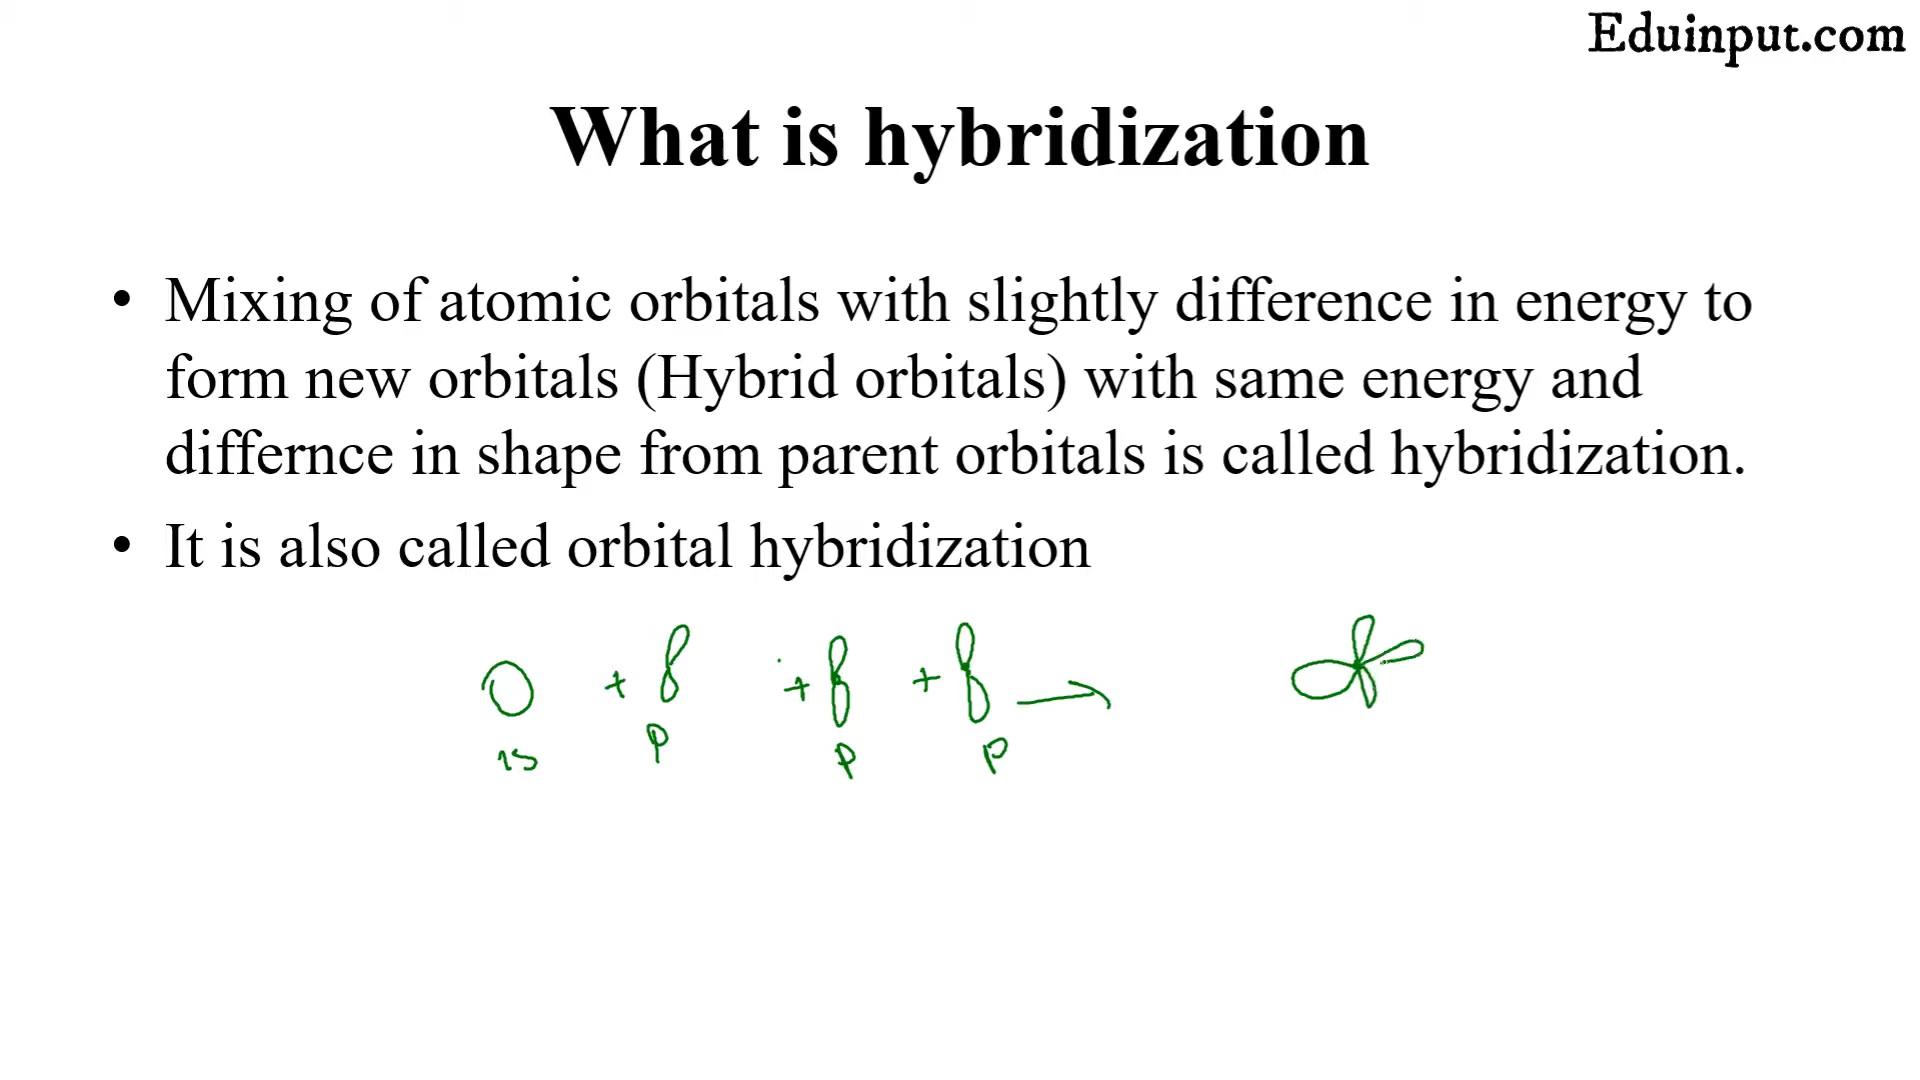 Eduinput.com
What is hybridization
• Mixing of atomic orbitals with slightly difference in energy to
form new orbitals (Hybrid orbitals) with same energy and
differnce in shape from parent orbitals is called hybridization.
• It is also called orbital hybridization
+ + +
1s P P P